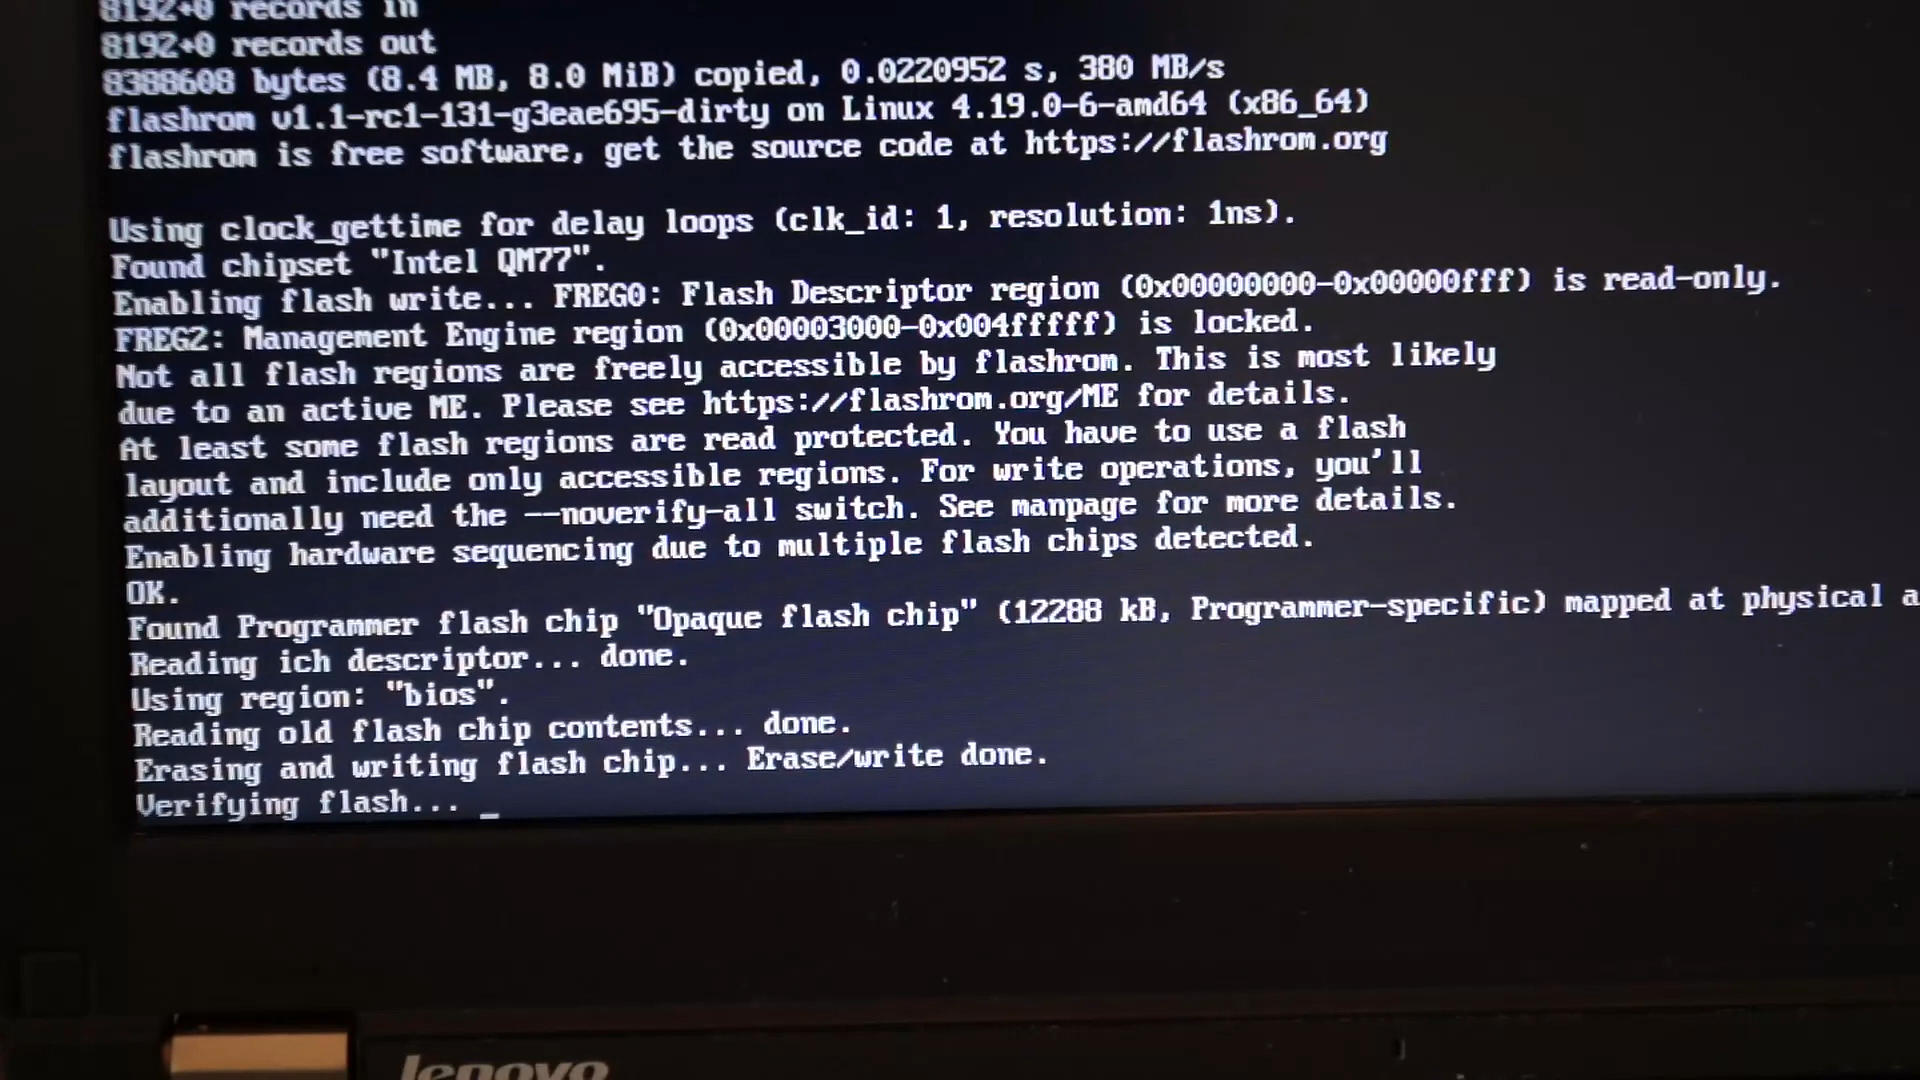 8192+0 records in
8192+0 records out
8388608 bytes (8.4 MB, 8.0 MiB) copied, 0.0220952 s, 380 MB/s
flashrom v1.1-rc1-131-g3eae695-dirty on Linux 4.19.0-6-amd64 (x86_64)
flashrom is free software, get the source code at https://flashrom.org
Using clock_gettime for delay loops (clk_id: 1, resolution: 1ns).
Found chipset "Intel QM77".
Enabling flash write... FREG0: Flash Descriptor region (0x00000000-0x00000fff) is read-only.
FREG2: Management Engine region (0x00003000-0x004fffff) is locked.
Not all flash regions are freely accessible by flashrom. This is most likely
due to an active ME. Please see https://flashrom.org/ME for details.
At least some flash regions are read protected. You have to use a flash
layout and include only accessible regions. For write operations, you'll
additionally need the --noverify-all switch. See manpage for more details.
Enabling hardware sequencing due to multiple flash chips detected.
OK.
Found Programmer flash chip "Opaque flash chip" (12288 kB, Programmer-specific) mapped at physical a
Reading ich descriptor... done.
Using region: "bios".
Reading old flash chip contents... done.
Erasing and writing flash chip... Erase/write done.
Verifying flash... _
lenovo